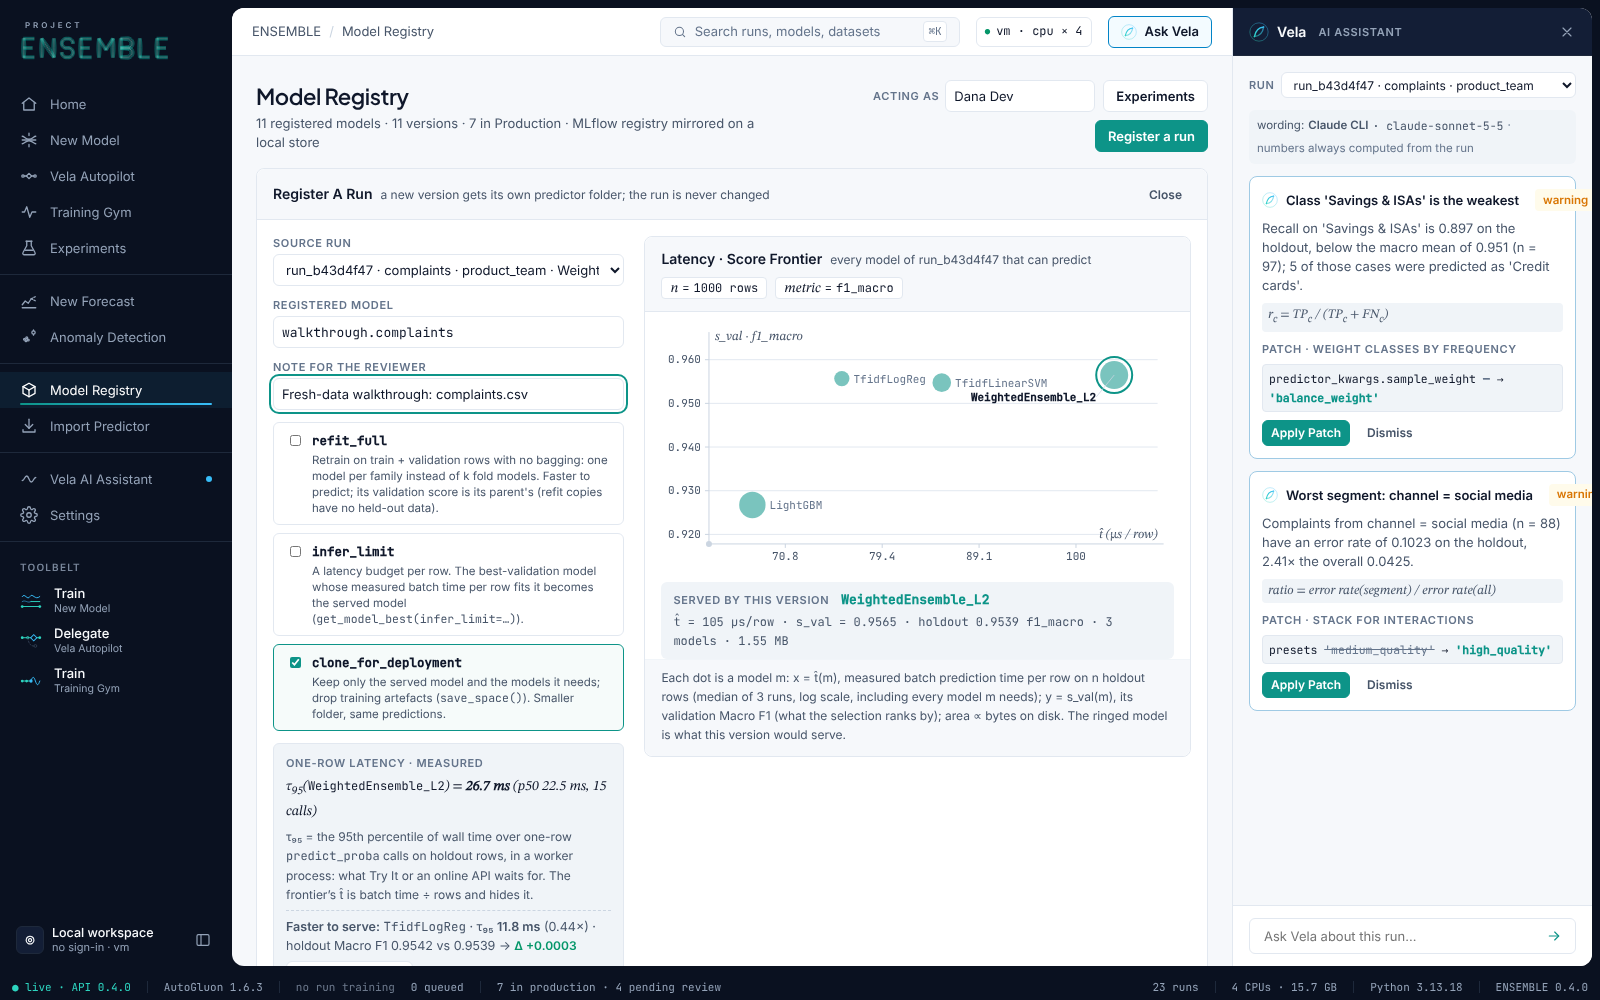 PROJECT
ENSEMBLE
Home
New Model
Vela Autopilot
Training Gym
Experiments
New Forecast
Anomaly Detection
Model Registry
Import Predictor
Vela AI Assistant
Settings
TOOLBELT
Train
New Model
Delegate
Vela Autopilot
Train
Training Gym
Local workspace
no sign-in · vm
ENSEMBLE / Model Registry
Search runs, models, datasets ⌘K
vm · cpu × 4
Ask Vela
Model Registry
11 registered models · 11 versions · 7 in Production · MLflow registry mirrored on a
local store
ACTING AS Dana Dev
Experiments
Register a run
Register A Run a new version gets its own predictor folder; the run is never changed
Close
SOURCE RUN
run_b43d4f47 · complaints · product_team · Weight
REGISTERED MODEL
walkthrough.complaints
NOTE FOR THE REVIEWER
Fresh-data walkthrough: complaints.csv
refit_full
Retrain on train + validation rows with no bagging: one
model per family instead of k fold models. Faster to
predict; its validation score is its parent's (refit copies
have no held-out data).
infer_limit
A latency budget per row. The best-validation model
whose measured batch time per row fits it becomes
the served model
(get_model_best(infer_limit=…)).
clone_for_deployment
Keep only the served model and the models it needs;
drop training artefacts (save_space()). Smaller
folder, same predictions.
ONE-ROW LATENCY · MEASURED
τ95(WeightedEnsemble_L2) = 26.7 ms (p50 22.5 ms, 15
calls)
τ₉₅ = the 95th percentile of wall time over one-row
predict_proba calls on holdout rows, in a worker
process: what Try It or an online API waits for. The
frontier's t̂ is batch time ÷ rows and hides it.
Faster to serve: TfidfLogReg · τ₉₅ 11.8 ms (0.44×) ·
holdout Macro F1 0.9542 vs 0.9539 → Δ +0.0003
Latency · Score Frontier every model of run_b43d4f47 that can predict
n = 1000 rows
metric = f1_macro
s_val · f1_macro
0.960
0.950
0.940
0.930
0.920
TfidfLogReg
TfidfLinearSVM
WeightedEnsemble_L2
LightGBM
t̂ (µs / row)
70.8 79.4 89.1 100
SERVED BY THIS VERSION WeightedEnsemble_L2
t̂ = 105 µs/row · s_val = 0.9565 · holdout 0.9539 f1_macro · 3
models · 1.55 MB
Each dot is a model m: x = t̂(m), measured batch prediction time per row on n holdout
rows (median of 3 runs, log scale, including every model m needs); y = s_val(m), its
validation Macro F1 (what the selection ranks by); area ∝ bytes on disk. The ringed model
is what this version would serve.
Vela AI ASSISTANT
RUN run_b43d4f47 · complaints · product_team
wording: Claude CLI · claude-sonnet-5-5 ·
numbers always computed from the run
Class 'Savings & ISAs' is the weakest warning
Recall on 'Savings & ISAs' is 0.897 on the
holdout, below the macro mean of 0.951 (n =
97); 5 of those cases were predicted as 'Credit
cards'.
rc = TPc / (TPc + FNc)
PATCH · WEIGHT CLASSES BY FREQUENCY
predictor_kwargs.sample_weight — →
'balance_weight'
Apply Patch Dismiss
Worst segment: channel = social media warnin
Complaints from channel = social media (n = 88)
have an error rate of 0.1023 on the holdout,
2.41× the overall 0.0425.
ratio = error rate(segment) / error rate(all)
PATCH · STACK FOR INTERACTIONS
presets 'medium_quality' → 'high_quality'
Apply Patch Dismiss
Ask Vela about this run...
live · API 0.4.0
AutoGluon 1.6.3
no run training 0 queued
7 in production · 4 pending review
23 runs
4 CPUs · 15.7 GB
Python 3.13.18
ENSEMBLE 0.4.0